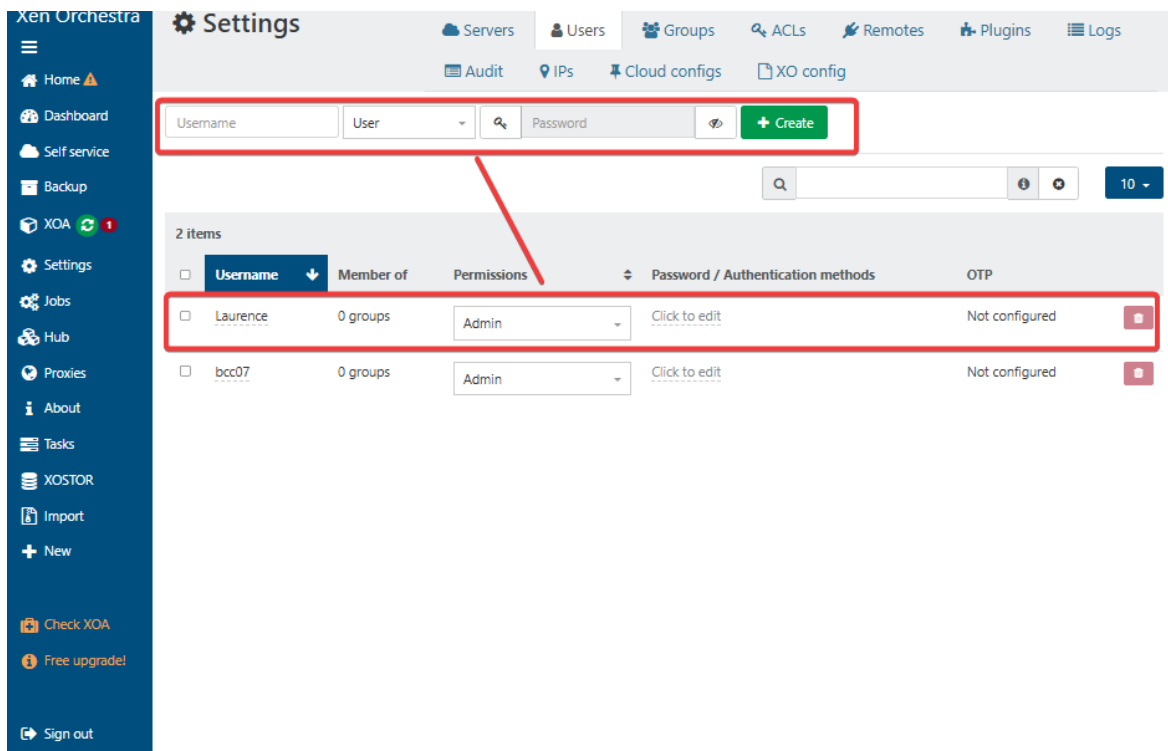 Xen Orchestra
Home
Dashboard
Self service
Backup
XOA 1
Settings
Jobs
Hub
Proxies
About
Tasks
XOSTOR
Import
New
Check XOA
Free upgrade!
Sign out
Settings
Servers Users Groups ACLs Remotes Plugins Logs
Audit IPs Cloud configs XO config
Username User Password Create
10
2 items
Username Member of Permissions Password / Authentication methods OTP
Laurence 0 groups Admin Click to edit Not configured
bcc07 0 groups Admin Click to edit Not configured